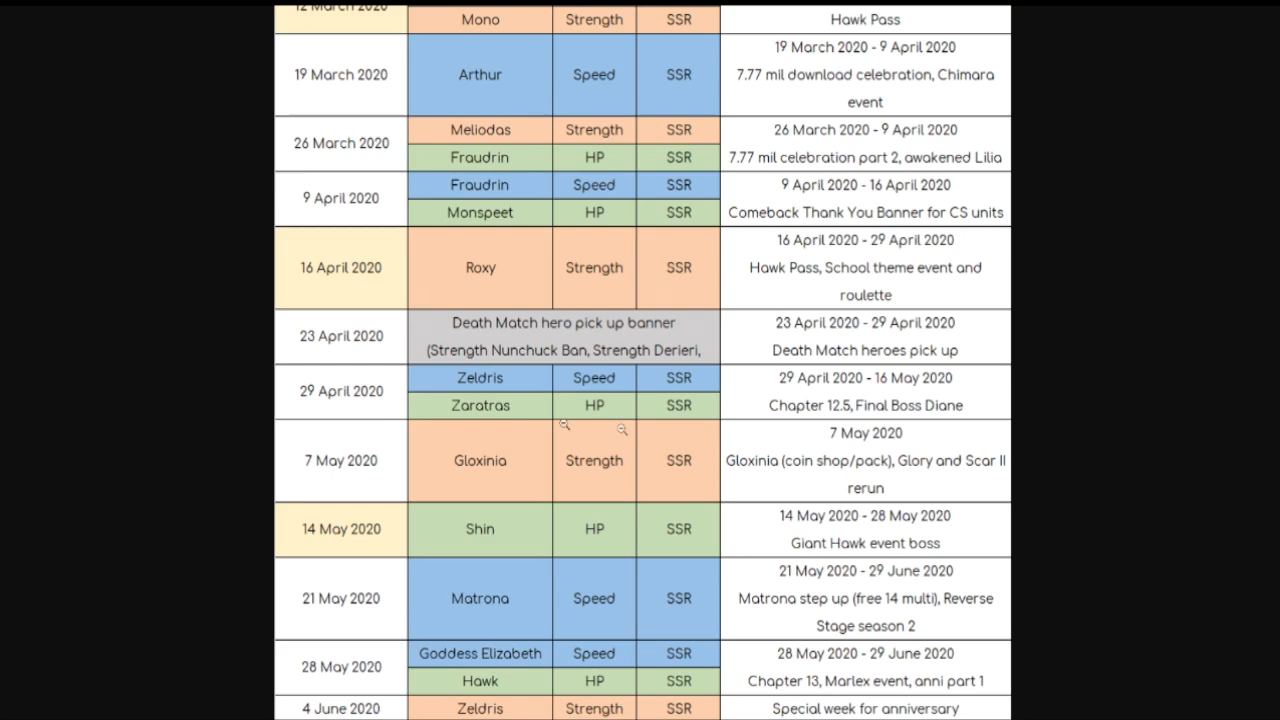 12 March 2020 Mono Strength SSR Hawk Pass
19 March 2020 Arthur Speed SSR 19 March 2020 - 9 April 2020
7.77 mil download celebration, Chimara
event
26 March 2020 Meliodas Strength SSR 26 March 2020 - 9 April 2020
Fraudrin HP SSR 7.77 mil celebration part 2, awakened Lilia
9 April 2020 Fraudrin Speed SSR 9 April 2020 - 16 April 2020
Monspeet HP SSR Comeback Thank You Banner for CS units
16 April 2020 Roxy Strength SSR 16 April 2020 - 29 April 2020
Hawk Pass, School theme event and
roulette
23 April 2020 Death Match hero pick up banner 23 April 2020 - 29 April 2020
(Strength Nunchuck Ban, Strength Derieri, Death Match heroes pick up
29 April 2020 Zeldris Speed SSR 29 April 2020 - 16 May 2020
Zaratras HP SSR Chapter 12.5, Final Boss Diane
7 May 2020 Gloxinia Strength SSR 7 May 2020
Gloxinia (coin shop/pack), Glory and Scar II
rerun
14 May 2020 Shin HP SSR 14 May 2020 - 28 May 2020
Giant Hawk event boss
21 May 2020 Matrona Speed SSR 21 May 2020 - 29 June 2020
Matrona step up (free 14 multi), Reverse
Stage season 2
28 May 2020 Goddess Elizabeth Speed SSR 28 May 2020 - 29 June 2020
Hawk HP SSR Chapter 13, Marlex event, anni part 1
4 June 2020 Zeldris Strength SSR Special week for anniversary